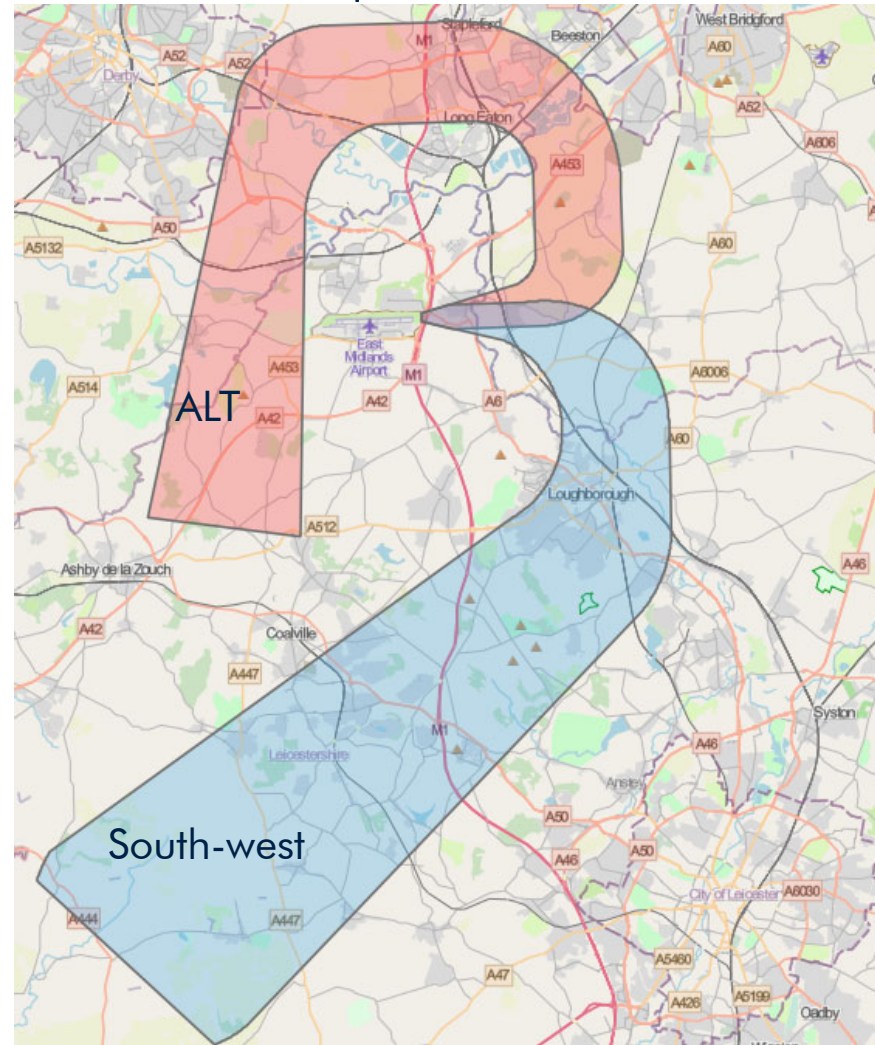 Stapleford
West Bridgford
M1
Beeston
A60
A52
A52
A52
Derby
A52
Long Eaton
A606
A453
A50
A5132
A60
East
Midlands
Airport
A453
M1
A6006
A514
A42
A6
ALT
A42
A60
Loughborough
A512
Ashby de la Zouch
A46
A42
Coalville
A447
Syston
M1
A46
Leicestershire
Anstey
A50
South-west
A50
A46
City of Leicester
A6030
A444
A447
A47
A5460
A426
A5199
Oadby